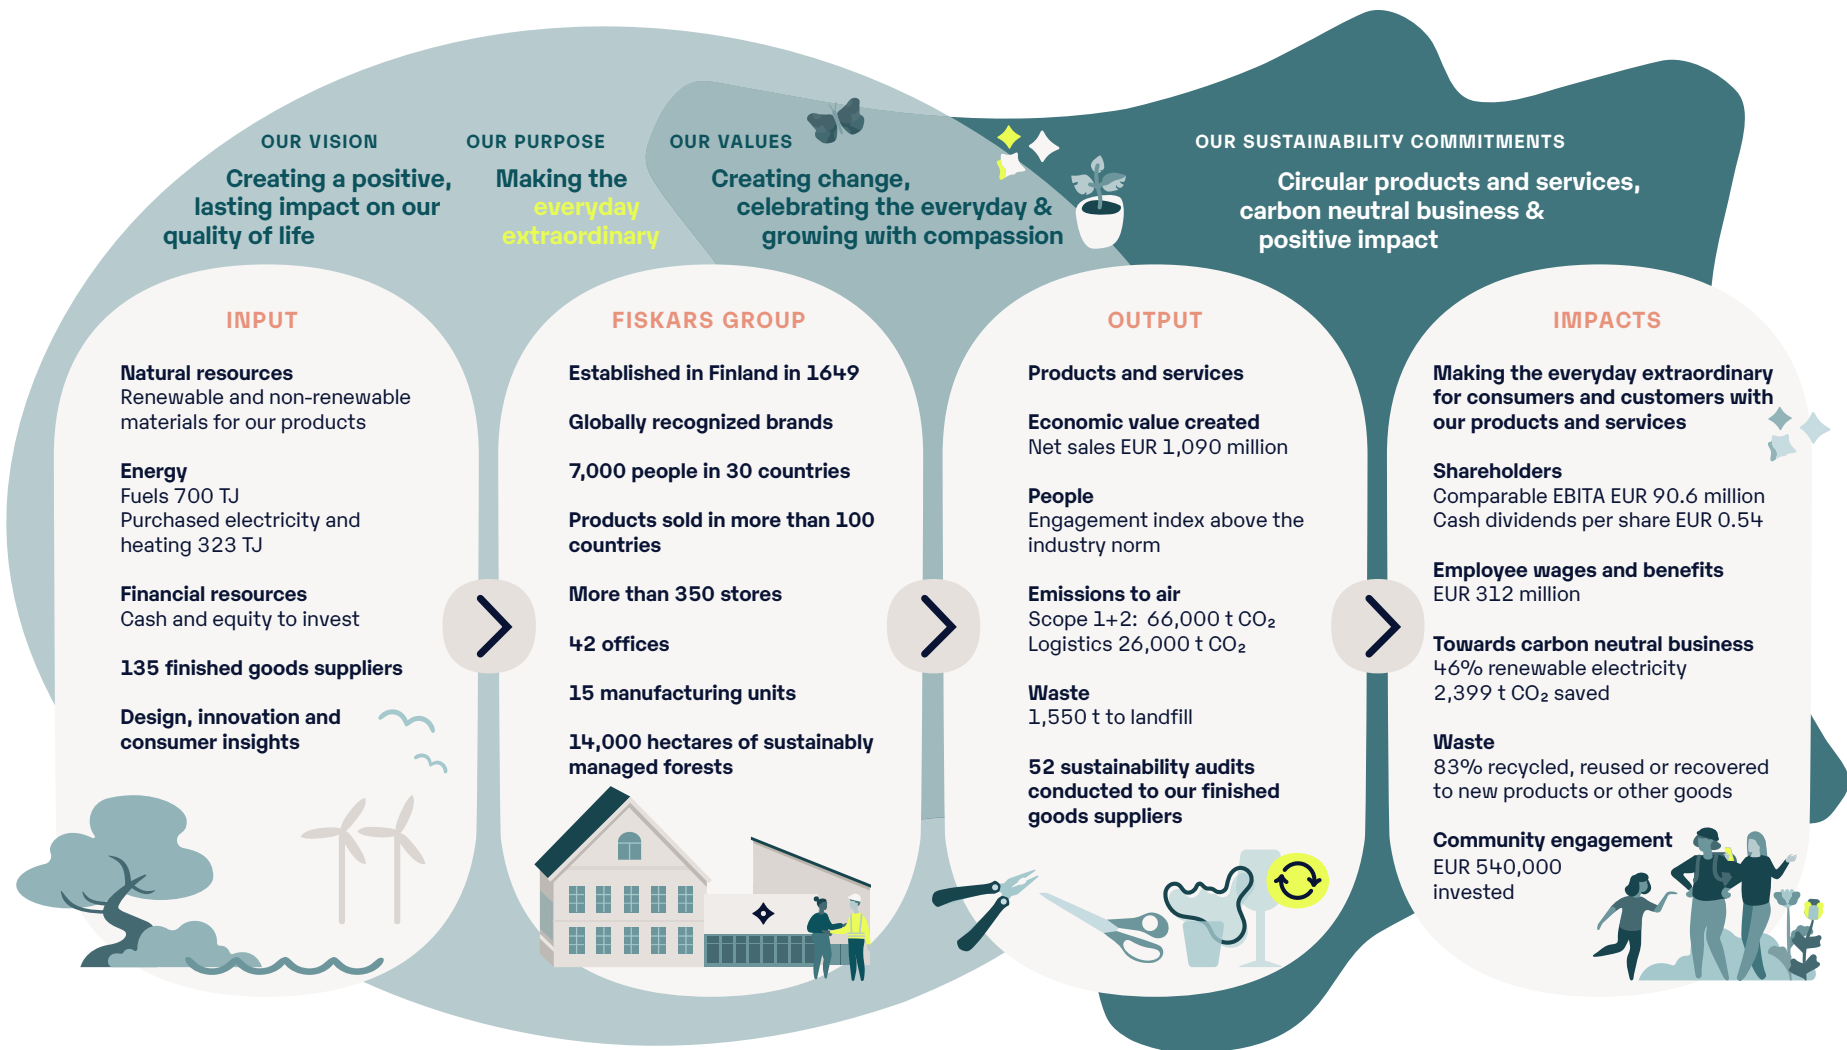 OUR VISION
Creating a positive,
lasting impact on our
quality of life
OUR PURPOSE
Making the
everyday
extraordinary
OUR VALUES
Creating change,
celebrating the everyday &
growing with compassion
OUR SUSTAINABILITY COMMITMENTS
Circular products and services,
carbon neutral business &
positive impact
INPUT
Natural resources
Renewable and non-renewable
materials for our products
Energy
Fuels 700 TJ
Purchased electricity and
heating 323 TJ
Financial resources
Cash and equity to invest
135 finished goods suppliers
Design, innovation and
consumer insights
FISKARS GROUP
Established in Finland in 1649
Globally recognized brands
7,000 people in 30 countries
Products sold in more than 100
countries
More than 350 stores
42 offices
15 manufacturing units
14,000 hectares of sustainably
managed forests
OUTPUT
Products and services
Economic value created
Net sales EUR 1,090 million
People
Engagement index above the
industry norm
Emissions to air
Scope 1+2: 66,000 t CO₂
Logistics 26,000 t CO₂
Waste
1,550 t to landfill
52 sustainability audits
conducted to our finished
goods suppliers
IMPACTS
Making the everyday extraordinary
for consumers and customers with
our products and services
Shareholders
Comparable EBITA EUR 90.6 million
Cash dividends per share EUR 0.54
Employee wages and benefits
EUR 312 million
Towards carbon neutral business
46% renewable electricity
2,399 t CO₂ saved
Waste
83% recycled, reused or recovered
to new products or other goods
Community engagement
EUR 540,000
invested